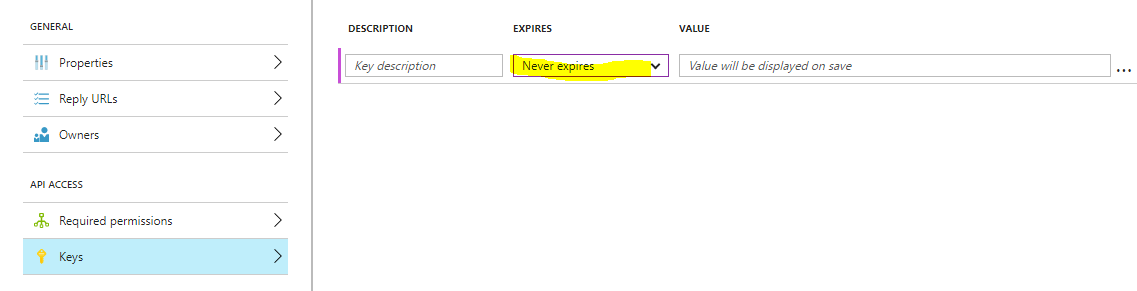 GENERAL
Properties
Reply URLs
Owners
API ACCESS
Required permissions
Keys
DESCRIPTION EXPIRES VALUE
Key description Never expires Value will be displayed on save ...